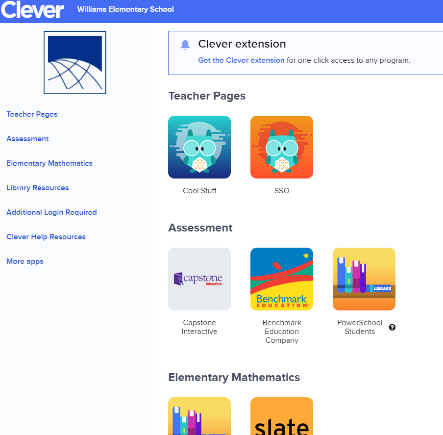 Clever
Williams Elementary School
Clever extension
Get the Clever extension for one click access to any program.
Teacher Pages
Assessment
Elementary Mathematics
Library Resources
Additional Login Required
Clever Help Resources
More apps
Teacher Pages
Cool Stuff
SSO
Assessment
capstone
interactive
Benchmark
EDUCATION
LIBRARY
Capstone
Interactive
Benchmark
Education
Company
PowerSchool
Students
?
Elementary Mathematics
slate